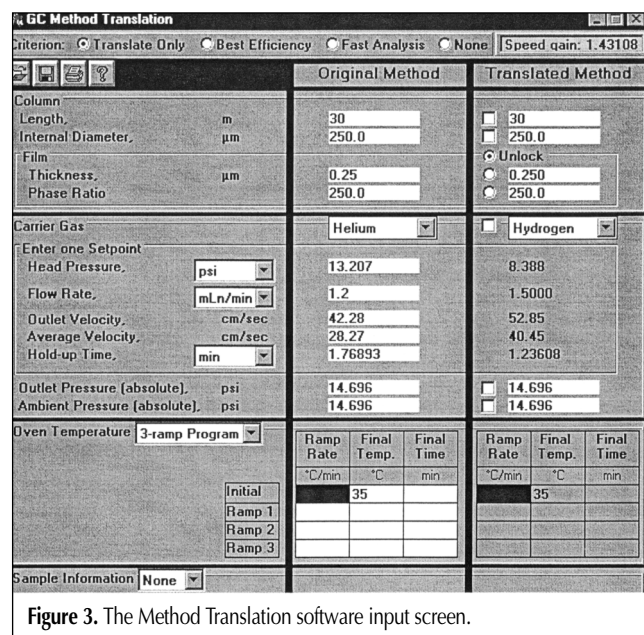 GC Method Translation
Criterion: Translate Only Best Efficiency Fast Analysis None Speed gain: 1.43108
Original Method Translated Method
Column
Length, m 30 30
Internal Diameter, µm 250.0 250.0
Film Unlock
Thickness, µm 0.25 0.250
Phase Ratio 250.0 250.0
Carrier Gas Helium Hydrogen
Enter one Setpoint
Head Pressure, psi 13.207 8.388
Flow Rate, mLn/min 1.2 1.5000
Outlet Velocity, cm/sec 42.28 52.85
Average Velocity, cm/sec 28.27 40.45
Hold-up Time, min 1.76893 1.23608
Outlet Pressure (absolute), psi 14.696 14.696
Ambient Pressure (absolute), psi 14.696 14.696
Oven Temperature 3-ramp Program
Ramp Rate Final Temp. Final Time Ramp Rate Final Temp. Final Time
°C/min °C min °C/min °C min
Initial 35 35
Ramp 1
Ramp 2
Ramp 3
Sample Information None
Figure 3. The Method Translation software input screen.